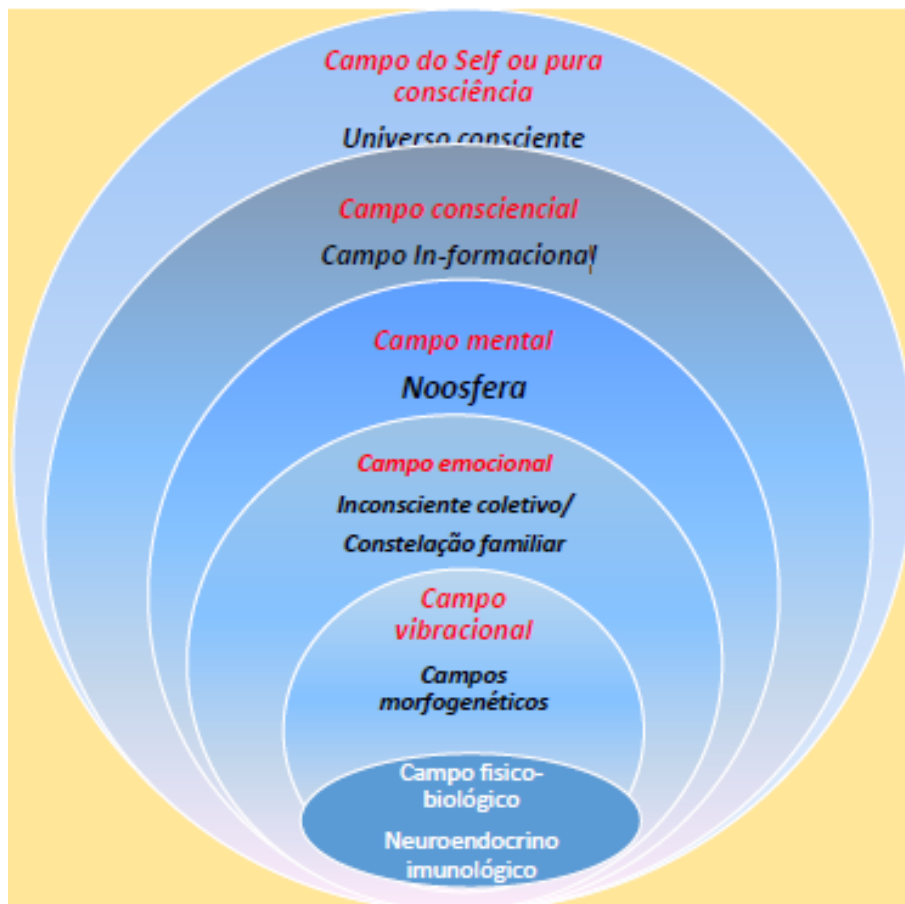 Campo do Self ou pura
consciência
Universo consciente
Campo consciencial
Campo In-formacional
Campo mental
Noosfera
Campo emocional
Inconsciente coletivo/
Constelação familiar
Campo
vibracional
Campos
morfogenéticos
Campo fisico-
biológico
Neuroendocrino
imunológico